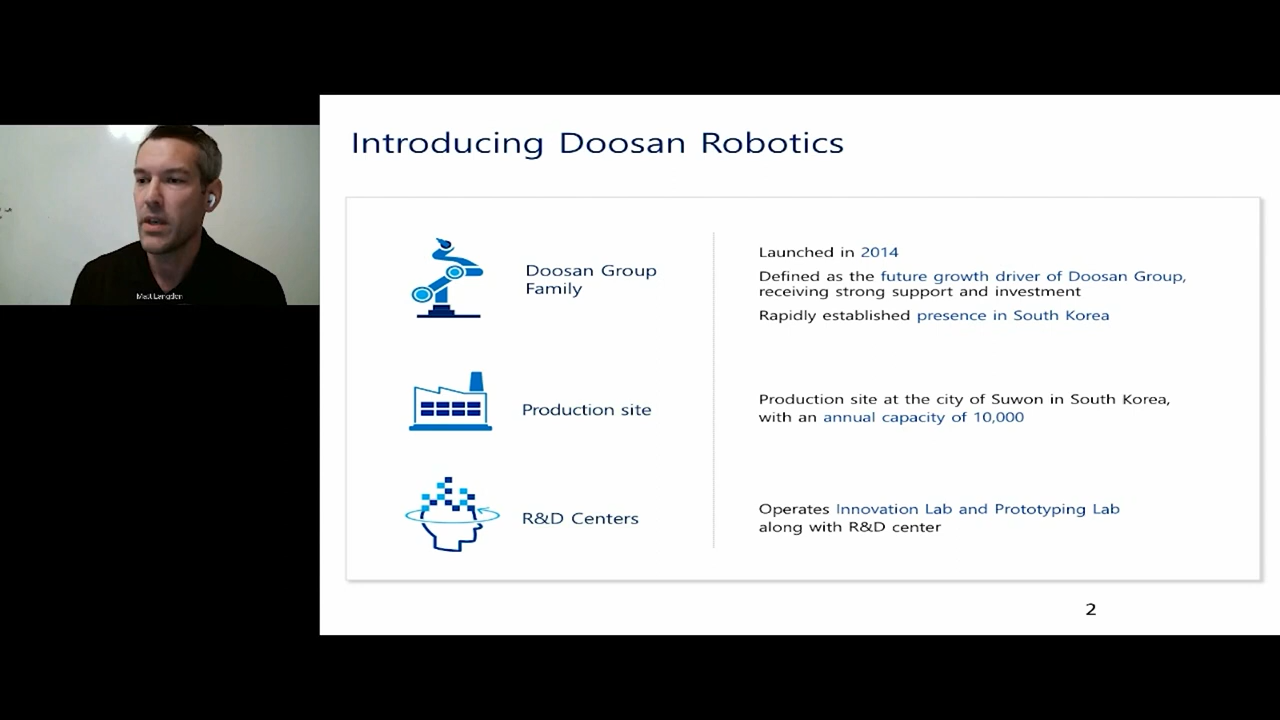 Introducing Doosan Robotics
Doosan Group
Family
Launched in 2014
Defined as the future growth driver of Doosan Group,
receiving strong support and investment
Rapidly established presence in South Korea
Production site
Production site at the city of Suwon in South Korea,
with an annual capacity of 10,000
R&D Centers
Operates Innovation Lab and Prototyping Lab
along with R&D center
2
Matt Langdon